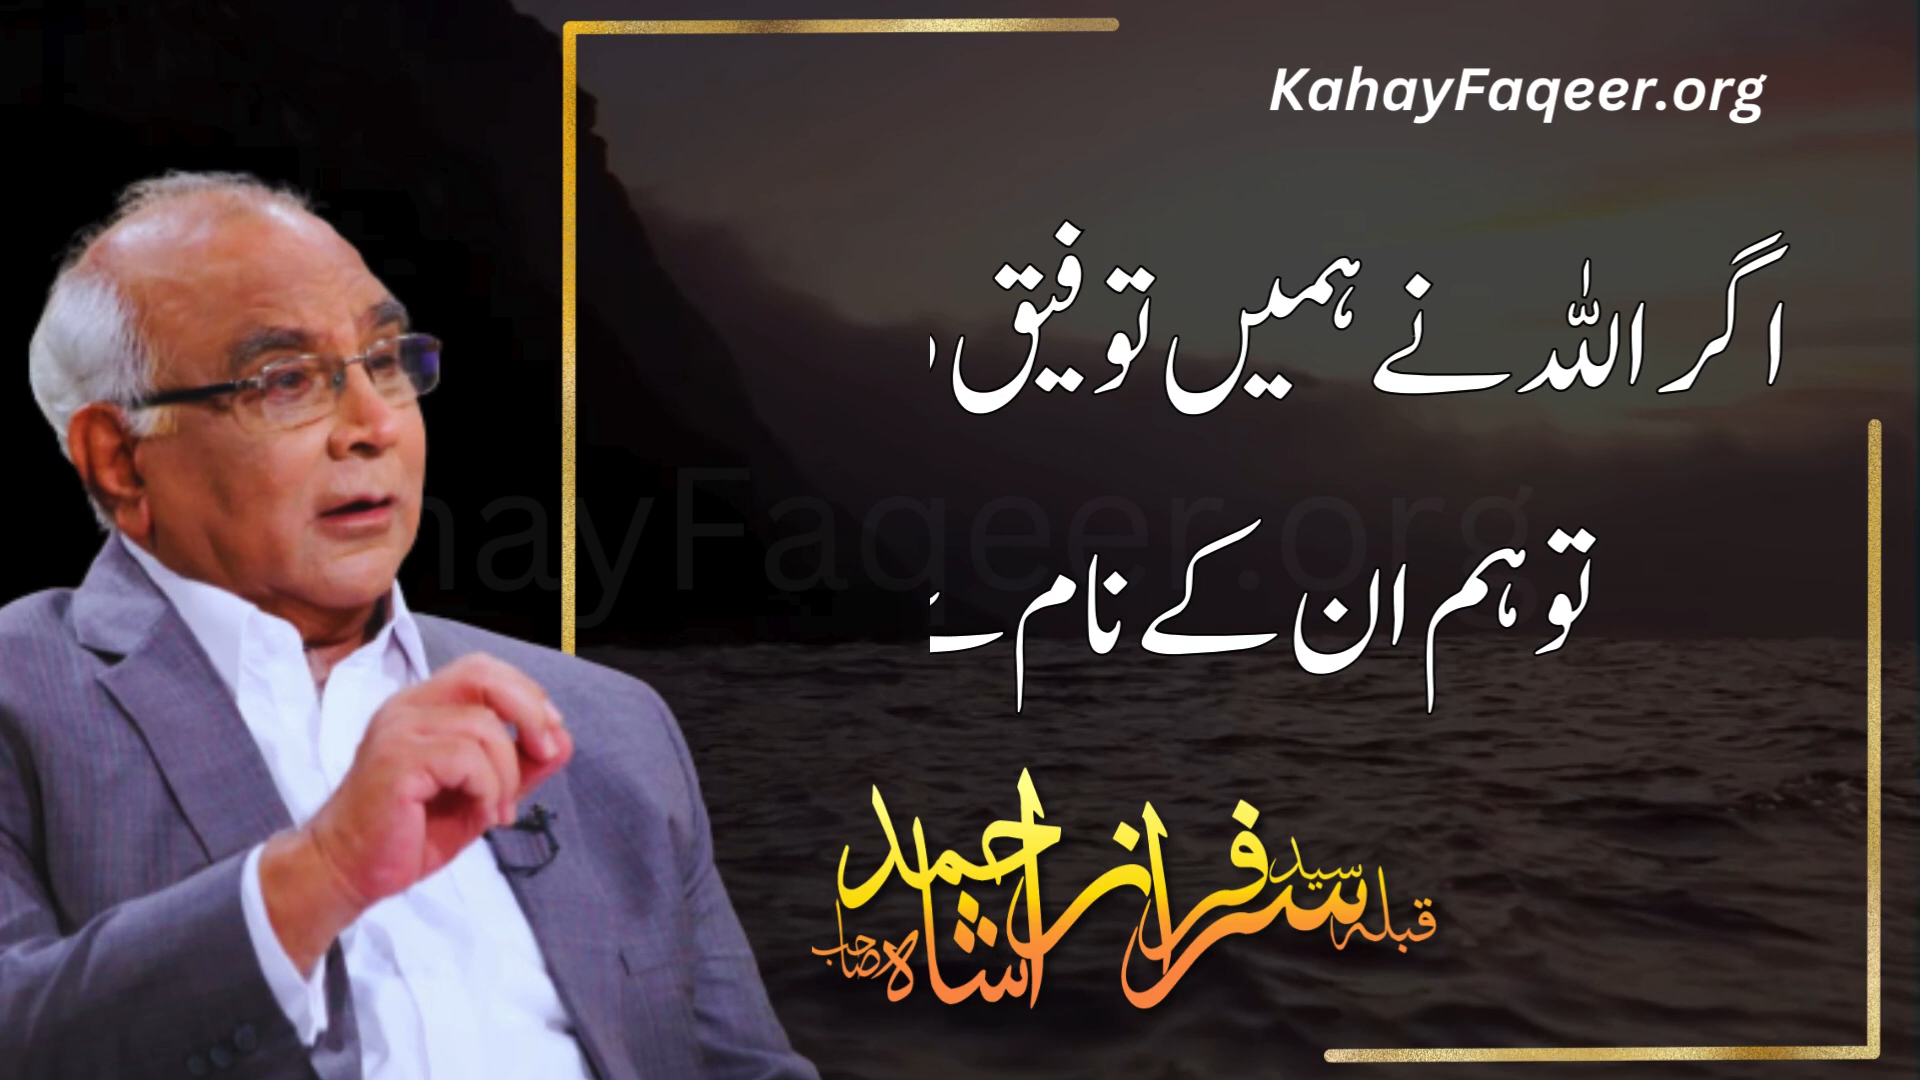 KahayFaqeer.org
اگر اللہ نے ہمیں توفیق
تو ہم ان کے نام
قبلہ سید سرفراز احمد شاہ صاحب